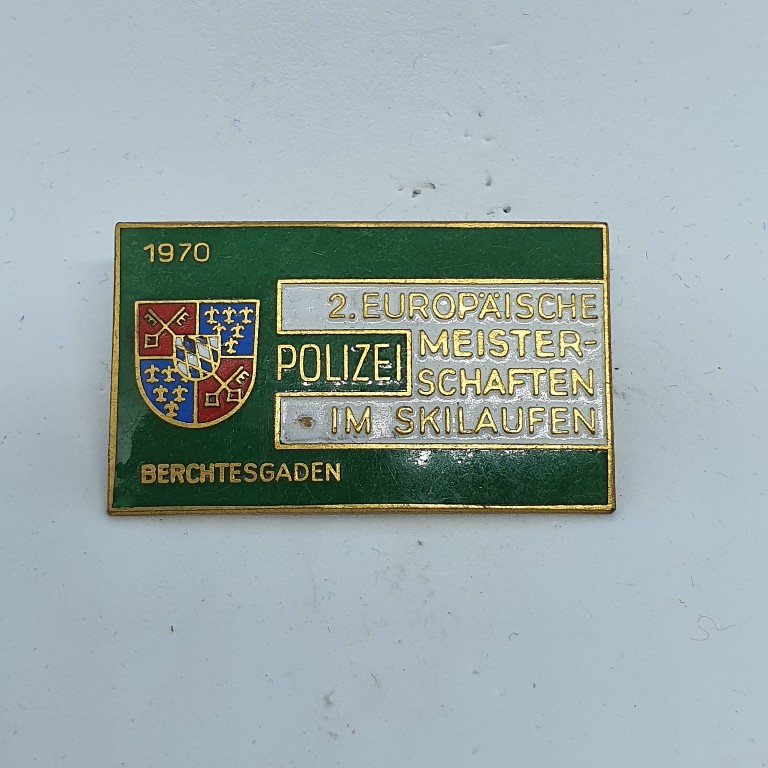 1970
2. EUROPÄISCHE
POLIZEI MEISTER-
SCHAFTEN
IM SKILAUFEN
BERCHTESGADEN